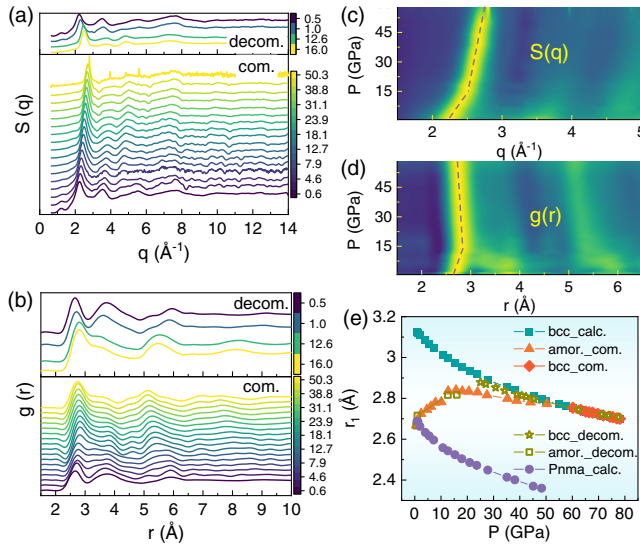 (a)
decom.
0.5
1.0
12.6
16.0
com.
50.3
38.8
31.1
23.9
19.1
12.7
7.9
4.6
0.6
S (q)
0 2 4 6 8 10 12 14
q (Å-1)
(b)
decom.
0.5
1.0
12.6
16.0
com.
50.3
38.8
31.1
23.9
19.1
12.7
7.9
4.6
0.6
g (r)
2 3 4 5 6 7 8 9 10
r (Å)
(c)
S(q)
P (GPa)
45
30
15
2 3 4 5
q (Å-1)
(d)
g(r)
P (GPa)
45
30
15
2 3 4 5 6
r (Å)
(e)
bcc_calc.
amor._com.
bcc_com.
bcc_decom.
amor._decom.
Pnma_calc.
r1 (Å)
3.2
3.0
2.8
2.6
2.4
0 10 20 30 40 50 60 70 80
P (GPa)